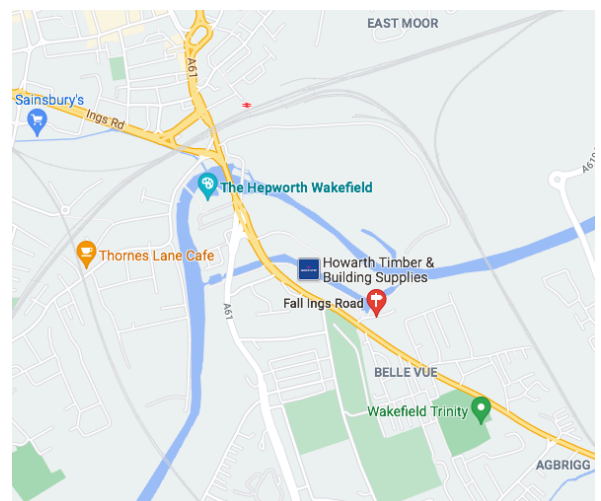 EAST MOOR
A61
Sainsbury's
Ings Rd
The Hepworth Wakefield
Thornes Lane Cafe
Howarth Timber &
Building Supplies
Fall Ings Road
A61
BELLE VUE
Wakefield Trinity
AGBRIGG